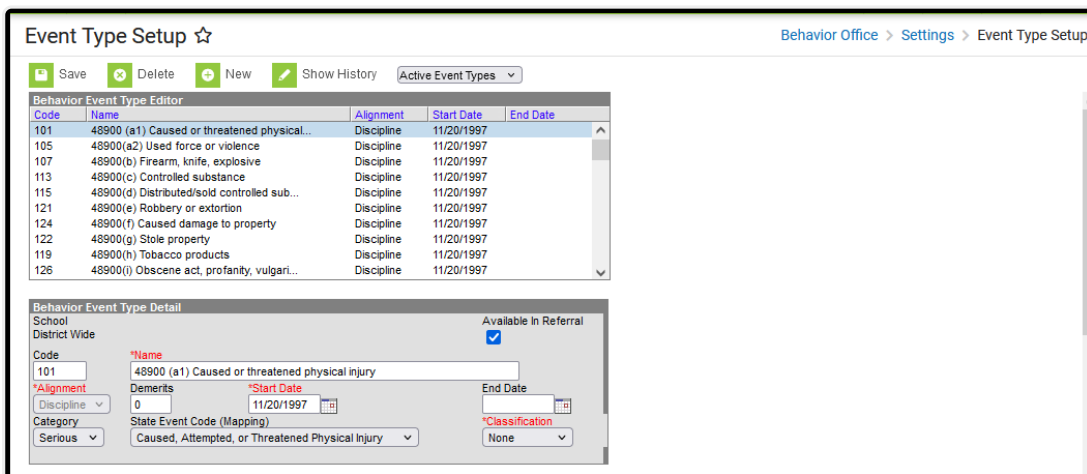 Event Type Setup
Behavior Office > Settings > Event Type Setup
Save Delete New Show History Active Event Types
Behavior Event Type Editor
Code Name Alignment Start Date End Date
101 48900 (a1) Caused or threatened physical... Discipline 11/20/1997
105 48900(a2) Used force or violence Discipline 11/20/1997
107 48900(b) Firearm, knife, explosive Discipline 11/20/1997
113 48900(c) Controlled substance Discipline 11/20/1997
115 48900(d) Distributed/sold controlled sub... Discipline 11/20/1997
121 48900(e) Robbery or extortion Discipline 11/20/1997
124 48900(f) Caused damage to property Discipline 11/20/1997
122 48900(g) Stole property Discipline 11/20/1997
119 48900(h) Tobacco products Discipline 11/20/1997
126 48900(i) Obscene act, profanity, vulgari... Discipline 11/20/1997
Behavior Event Type Detail
School Available In Referral
District Wide
Code *Name
101 48900 (a1) Caused or threatened physical injury
*Alignment Demerits *Start Date End Date
Discipline 0 11/20/1997
Category State Event Code (Mapping) *Classification
Serious Caused, Attempted, or Threatened Physical Injury None